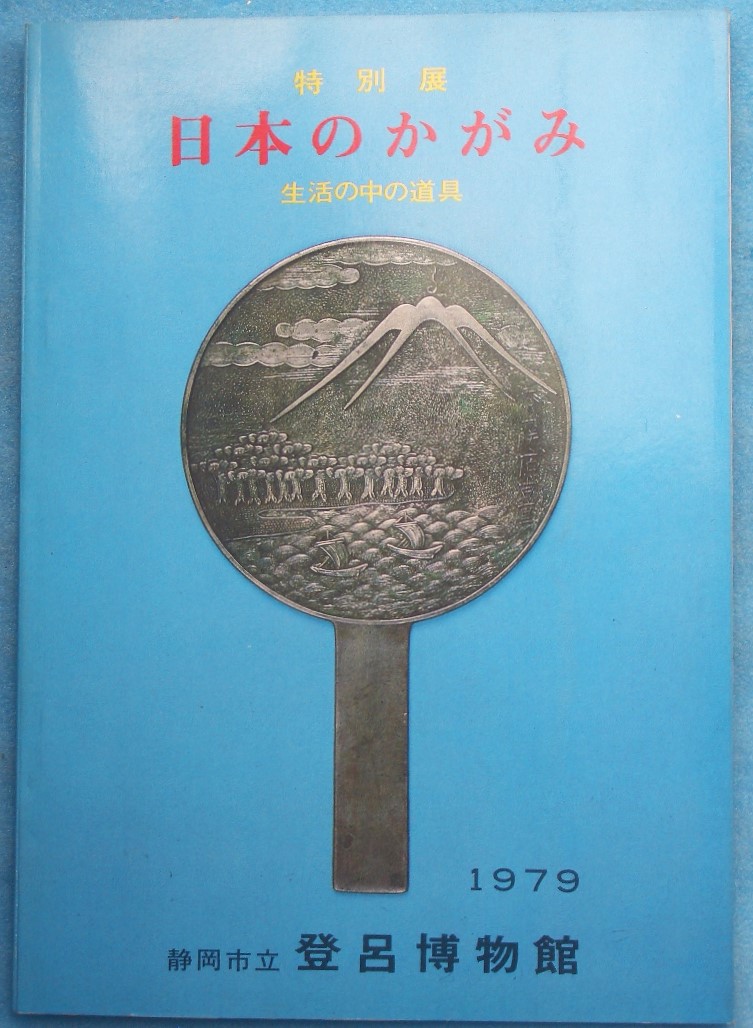 特別展
日本のかがみ
生活の中の道具
1979
静岡市立 登呂博物館